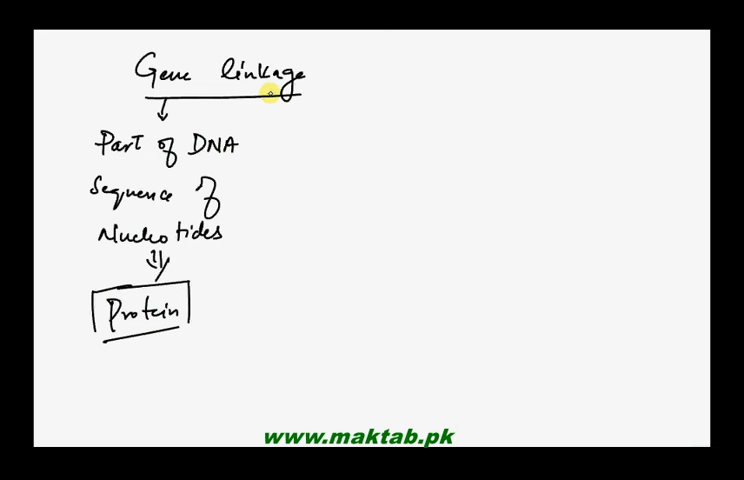 Gene linkage
Part of DNA
Sequence of
Nucleotides
Protein
www.maktab.pk